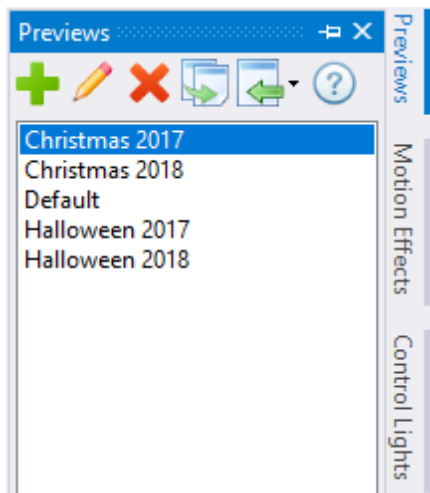 Previews
Christmas 2017
Christmas 2018
Default
Halloween 2017
Halloween 2018
Previews
Motion Effects
Control Lights